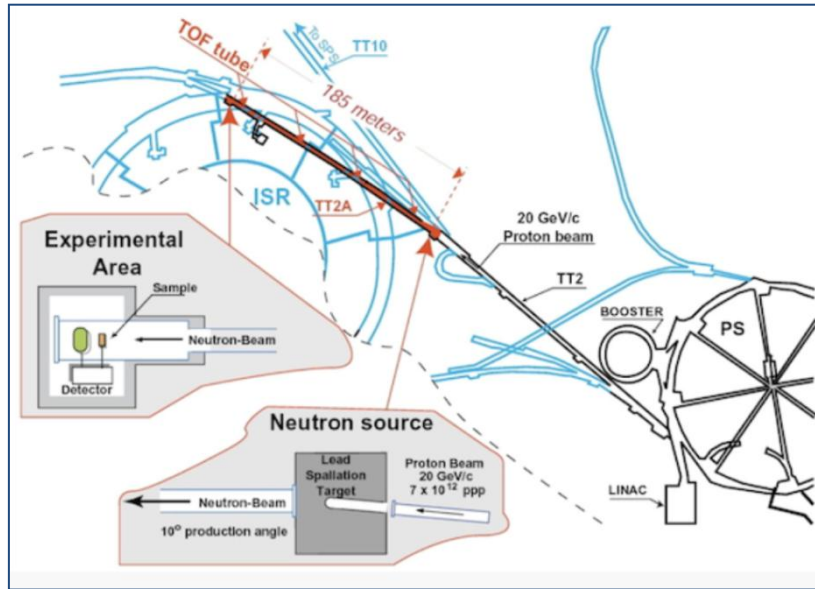 TOF tube
To SPS
TT10
185 meters
ISR
TT2A
20 GeV/c
Proton beam
TT2
BOOSTER
PS
LINAC
Experimental
Area
Sample
Neutron-Beam
Detector
Neutron source
Lead
Spallation
Target
Proton Beam
20 GeV/c
7 x 10¹² ppp
Neutron-Beam
10° production angle